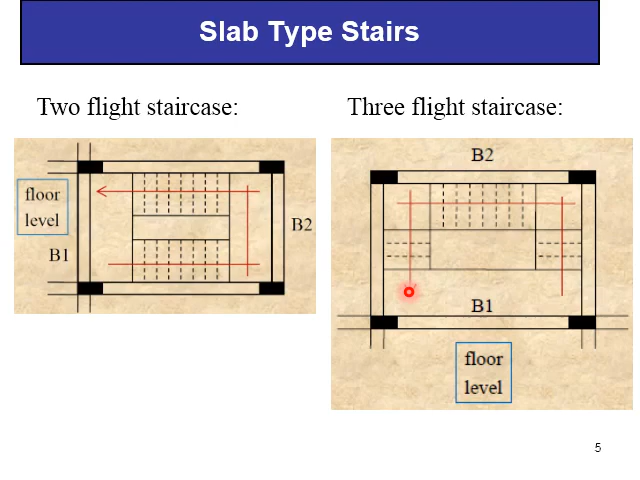 Slab Type Stairs
Two flight staircase:
Three flight staircase:
floor
level
B1
B2
B2
B1
floor
level
5